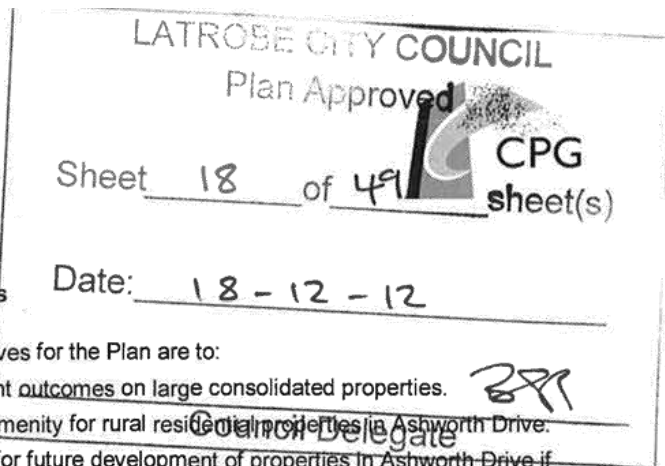 LATROBE CITY COUNCIL
Plan Approved
CPG
Sheet 18 of 49 sheet(s)
s
Date: 18-12-12
ves for the Plan are to:
nt outcomes on large consolidated properties.
menity for rural residential properties in Ashworth Drive.
Council Delegate
for future development of properties in Ashworth Drive if